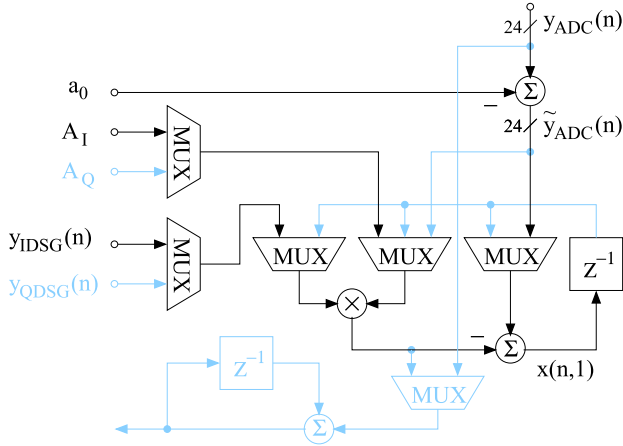 24 y_ADC(n)
a_0 Σ
−
A_I MUX 24 ỹ_ADC(n)
A_Q
y_IDSG(n) MUX MUX MUX MUX z⁻¹
y_QDSG(n)
×
− Σ x(n,1)
z⁻¹ MUX
Σ